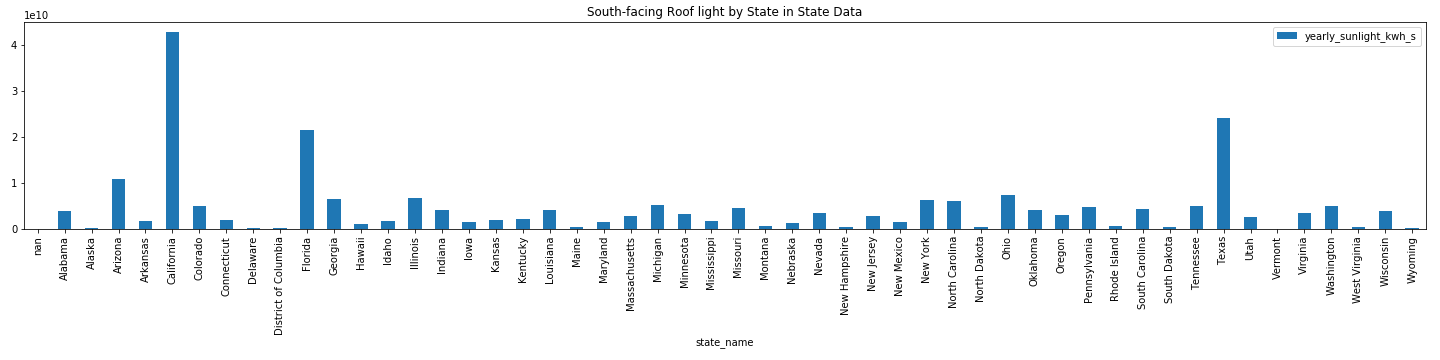 South-facing Roof light by State in State Data
1e10
yearly_sunlight_kwh_s
4
3
2
1
0
nan
Alabama
Alaska
Arizona
Arkansas
California
Colorado
Connecticut
Delaware
District of Columbia
Florida
Georgia
Hawaii
Idaho
Illinois
Indiana
Iowa
Kansas
Kentucky
Louisiana
Maine
Maryland
Massachusetts
Michigan
Minnesota
Mississippi
Missouri
Montana
Nebraska
Nevada
New Hampshire
New Jersey
New Mexico
New York
North Carolina
North Dakota
Ohio
Oklahoma
Oregon
Pennsylvania
Rhode Island
South Carolina
South Dakota
Tennessee
Texas
Utah
Vermont
Virginia
Washington
West Virginia
Wisconsin
Wyoming
state_name